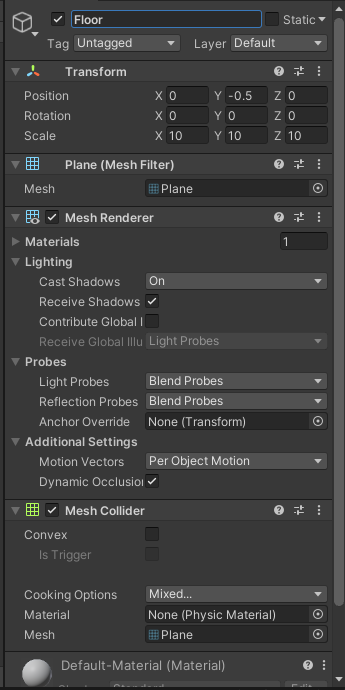 Floor Static
Tag Untagged Layer Default
Transform
Position X 0 Y -0.5 Z 0
Rotation X 0 Y 0 Z 0
Scale X 10 Y 10 Z 10
Plane (Mesh Filter)
Mesh Plane
Mesh Renderer
Materials 1
Lighting
Cast Shadows On
Receive Shadows
Contribute Global I
Receive Global Illu Light Probes
Probes
Light Probes Blend Probes
Reflection Probes Blend Probes
Anchor Override None (Transform)
Additional Settings
Motion Vectors Per Object Motion
Dynamic Occlusion
Mesh Collider
Convex
Is Trigger
Cooking Options Mixed...
Material None (Physic Material)
Mesh Plane
Default-Material (Material)